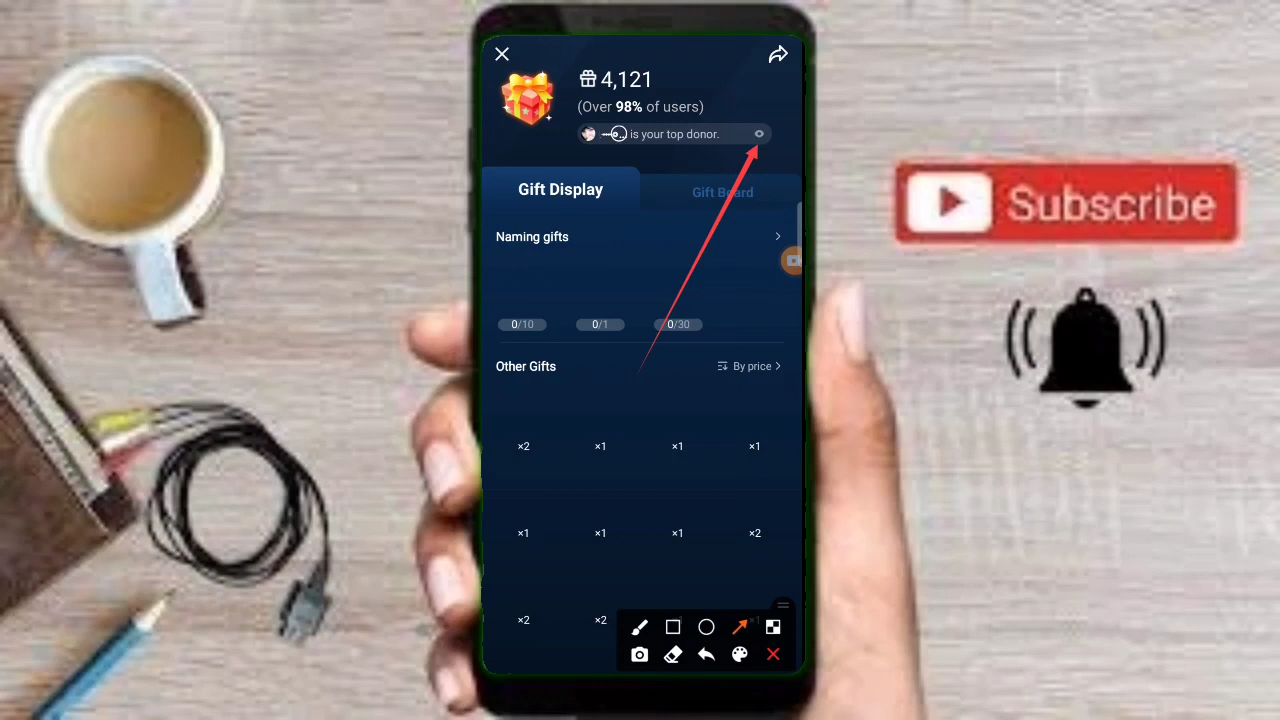 4,121
(Over 98% of users)
is your top donor.
Gift Display
Gift Board
Naming gifts
0/10
0/1
0/30
Other Gifts
By price
×2
×1
×1
×1
×1
×1
×1
×2
×2
×2
×1
Subscribe